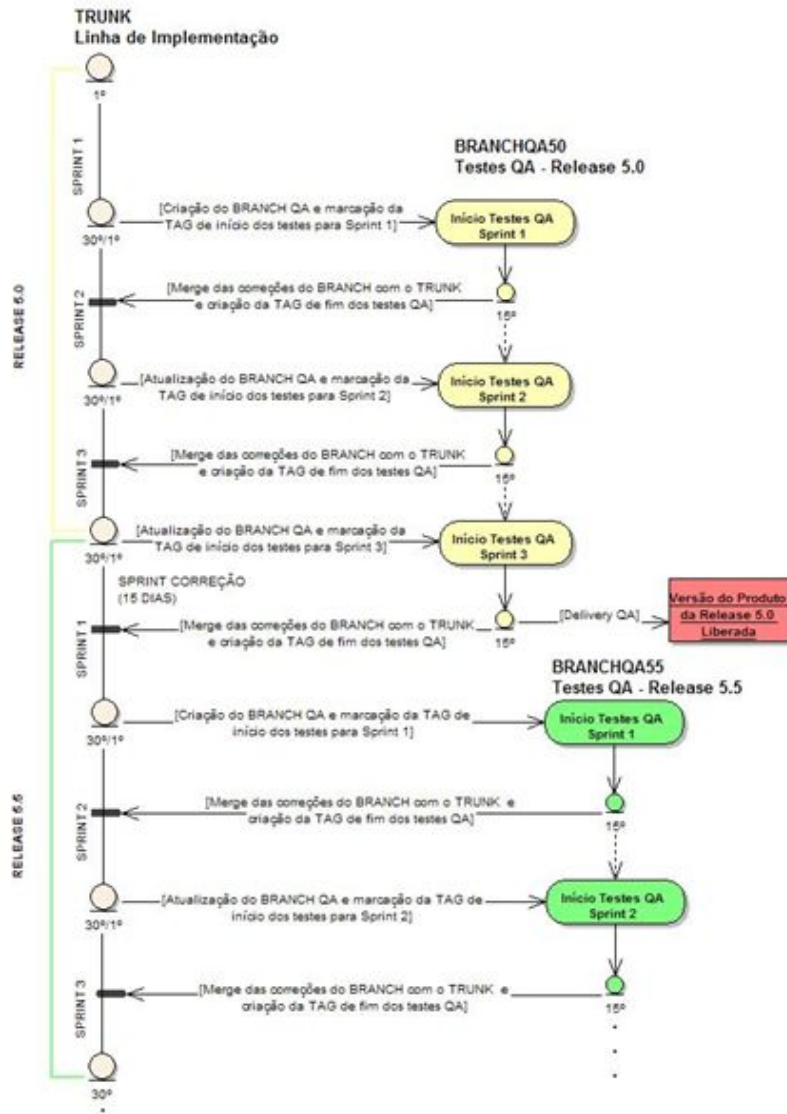 TRUNK
Linha de Implementação
1º
SPRINT 1
BRANCHQA50
Testes QA - Release 5.0
[Criação do BRANCH QA e marcação da
TAG de início dos testes para Sprint 1]
Início Testes QA
Sprint 1
30º/1º
RELEASE 5.0
SPRINT 2
[Merge das correções do BRANCH com o TRUNK
e criação da TAG de fim dos testes QA]
15º
[Atualização do BRANCH QA e marcação da
TAG de início dos testes para Sprint 2]
Início Testes QA
Sprint 2
30º/1º
SPRINT 3
[Merge das correções do BRANCH com o TRUNK
e criação da TAG de fim dos testes QA]
15º
[Atualização do BRANCH QA e marcação da
TAG de início dos testes para Sprint 3]
Início Testes QA
Sprint 3
30º/1º
SPRINT CORREÇÃO
(15 DIAS)
SPRINT 1
[Merge das correções do BRANCH com o TRUNK
e criação da TAG de fim dos testes QA]
15º
[Delivery QA]
Versão do Produto
da Release 5.0
Liberada
BRANCHQA55
Testes QA - Release 5.5
[Criação do BRANCH QA e marcação da TAG de
início dos testes para Sprint 1]
Início Testes QA
Sprint 1
30º/1º
RELEASE 5.5
SPRINT 2
[Merge das correções do BRANCH com o TRUNK e
criação da TAG de fim dos testes QA]
15º
[Atualização do BRANCH QA e marcação da TAG de
início dos testes para Sprint 2]
Início Testes QA
Sprint 2
30º/1º
SPRINT 3
[Merge das correções do BRANCH com o TRUNK e
criação da TAG de fim dos testes QA]
15º
30º